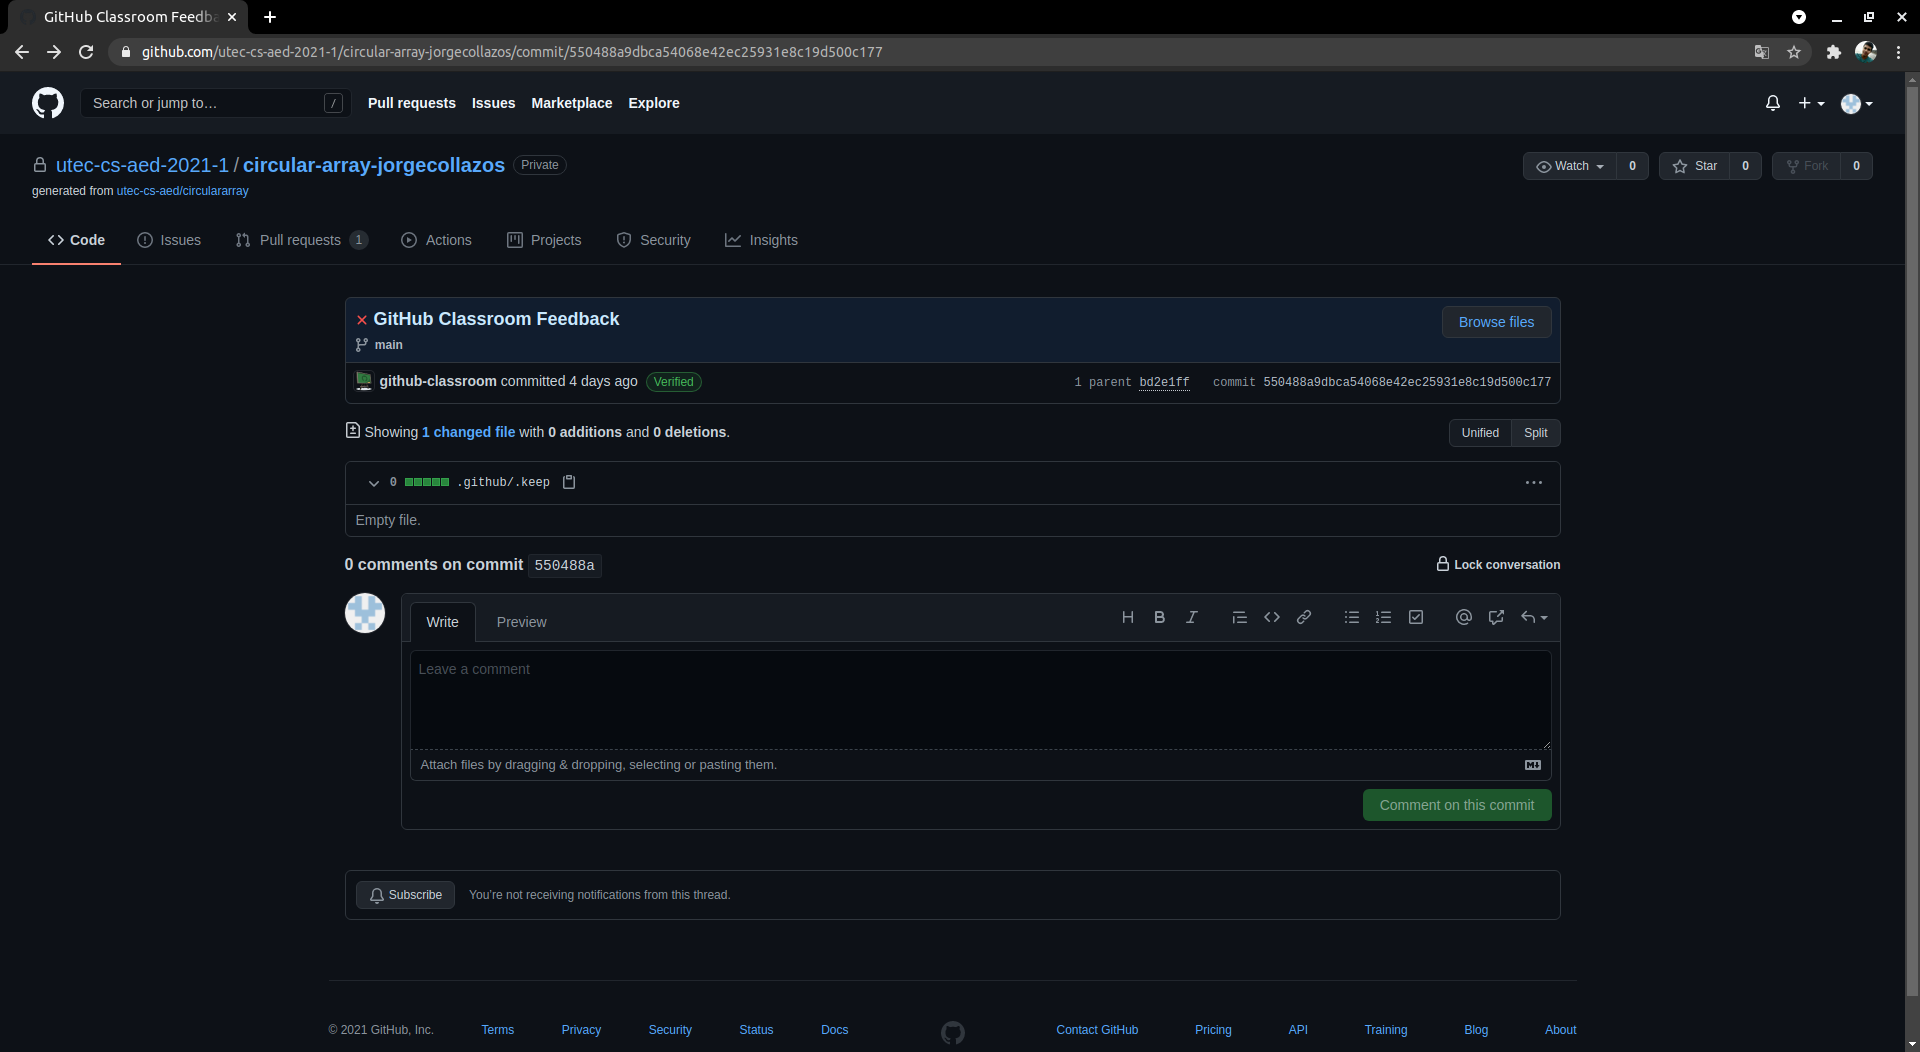 GitHub Classroom Feedba
github.com/utec-cs-aed-2021-1/circular-array-jorgecollazos/commit/550488a9dbca54068e42ec25931e8c19d500c177
Search or jump to… /
Pull requests Issues Marketplace Explore
utec-cs-aed-2021-1 / circular-array-jorgecollazos Private
Watch 0 Star 0 Fork 0
generated from utec-cs-aed/circulararray
Code Issues Pull requests 1 Actions Projects Security Insights
GitHub Classroom Feedback
Browse files
main
github-classroom committed 4 days ago Verified
1 parent bd2e1ff commit 550488a9dbca54068e42ec25931e8c19d500c177
Showing 1 changed file with 0 additions and 0 deletions.
Unified Split
0 .github/.keep
Empty file.
0 comments on commit 550488a
Lock conversation
Write Preview
Leave a comment
Attach files by dragging & dropping, selecting or pasting them.
Comment on this commit
Subscribe You're not receiving notifications from this thread.
© 2021 GitHub, Inc. Terms Privacy Security Status Docs Contact GitHub Pricing API Training Blog About